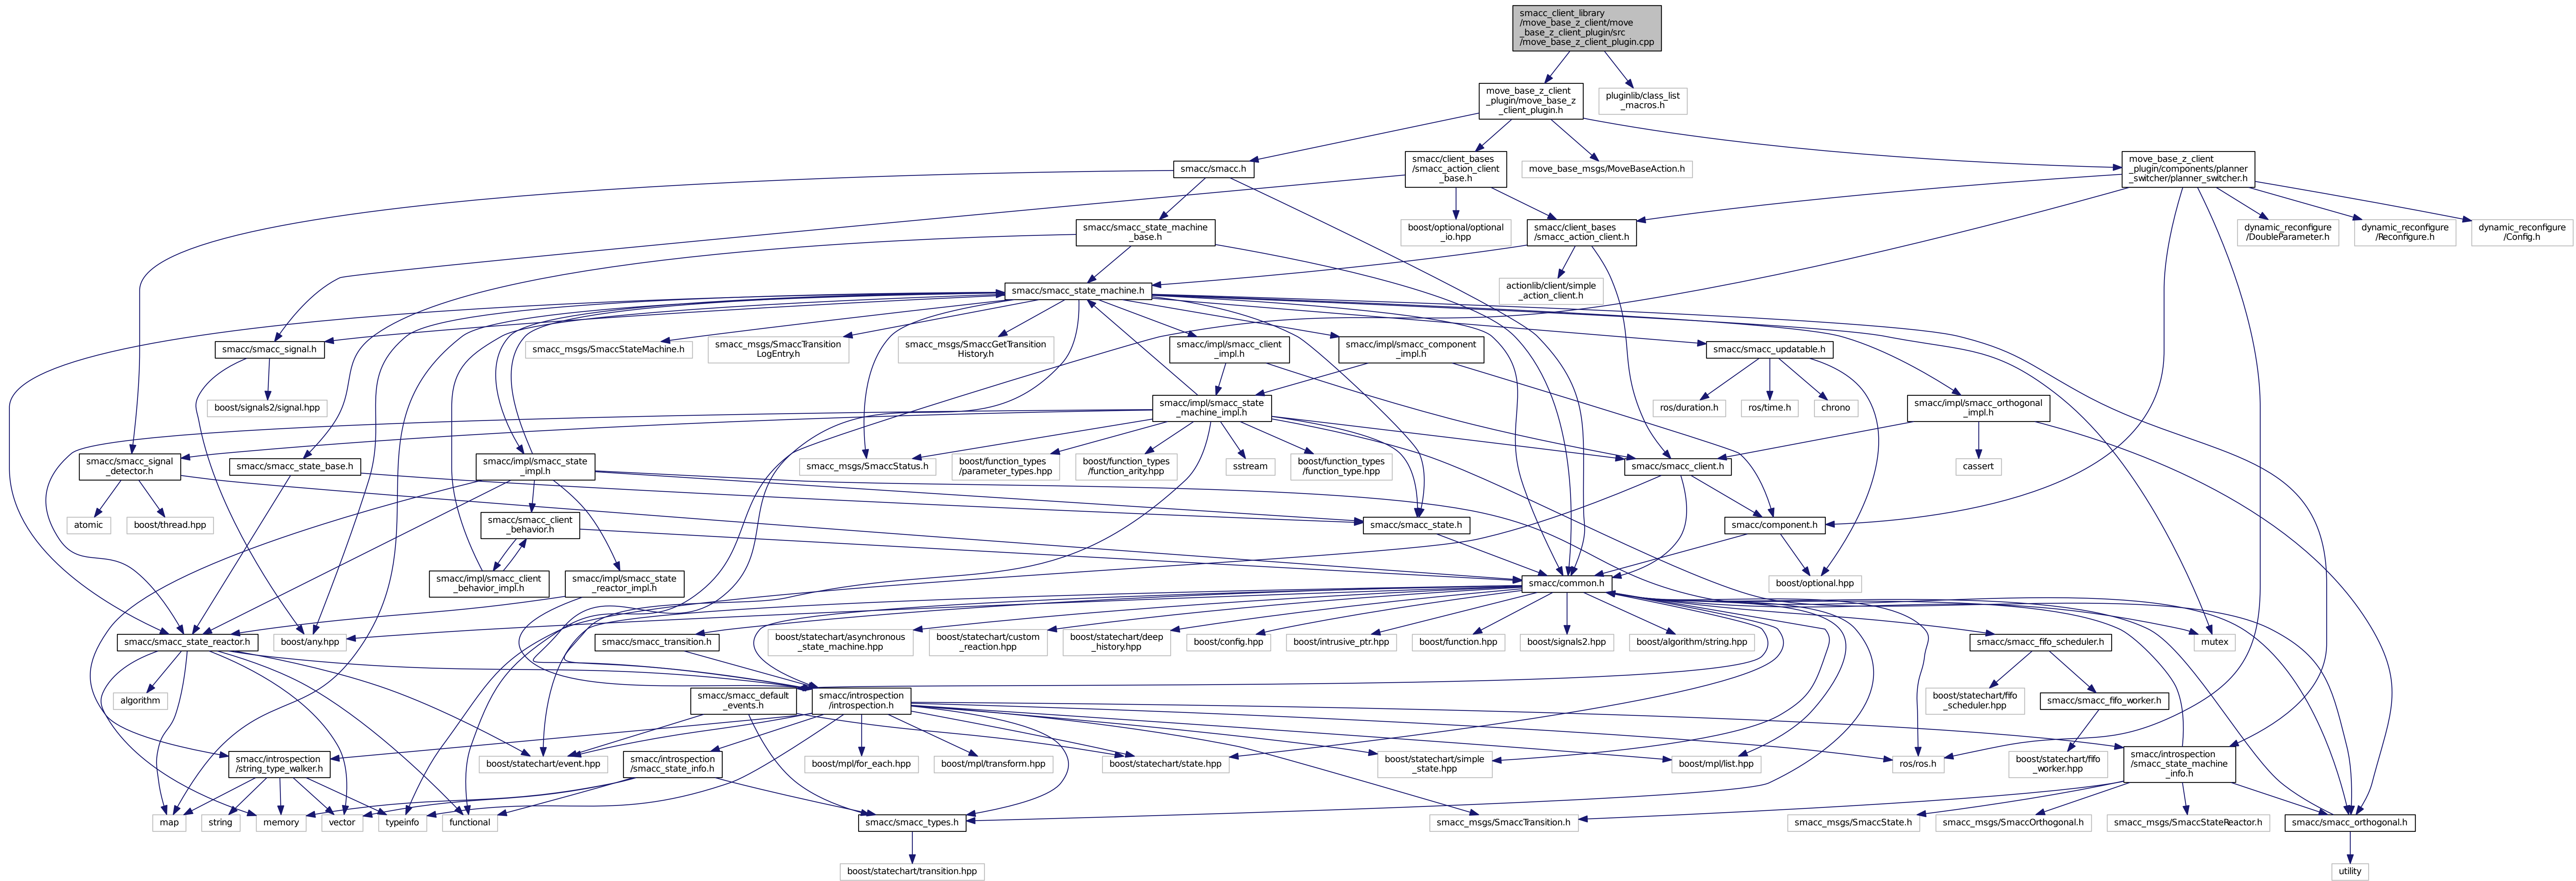 smacc_client_library
/move_base_z_client/move
_base_z_client_plugin/src
/move_base_z_client_plugin.cpp
move_base_z_client
_plugin/move_base_z
_client_plugin.h
pluginlib/class_list
_macros.h
smacc/smacc.h
smacc/client_bases
/smacc_action_client
_base.h
move_base_msgs/MoveBaseAction.h
move_base_z_client
_plugin/components/planner
_switcher/planner_switcher.h
smacc/smacc_state_machine
_base.h
boost/optional/optional
_io.hpp
smacc/client_bases
/smacc_action_client.h
dynamic_reconfigure
/DoubleParameter.h
dynamic_reconfigure
/Reconfigure.h
dynamic_reconfigure
/Config.h
smacc/smacc_state_machine.h
actionlib/client/simple
_action_client.h
smacc/smacc_signal.h
smacc_msgs/SmaccStateMachine.h
smacc_msgs/SmaccTransition
LogEntry.h
smacc_msgs/SmaccGetTransition
History.h
smacc/impl/smacc_client
_impl.h
smacc/impl/smacc_component
_impl.h
smacc/smacc_updatable.h
boost/signals2/signal.hpp
smacc/impl/smacc_state
_machine_impl.h
ros/duration.h
ros/time.h
chrono
smacc/impl/smacc_orthogonal
_impl.h
smacc/smacc_signal
_detector.h
smacc/smacc_state_base.h
smacc/impl/smacc_state
_impl.h
smacc_msgs/SmaccStatus.h
boost/function_types
/parameter_types.hpp
boost/function_types
/function_arity.hpp
sstream
boost/function_types
/function_type.hpp
smacc/smacc_client.h
cassert
atomic
boost/thread.hpp
smacc/smacc_client
_behavior.h
smacc/smacc_state.h
smacc/component.h
smacc/impl/smacc_client
_behavior_impl.h
smacc/impl/smacc_state
_reactor_impl.h
smacc/common.h
boost/optional.hpp
smacc/smacc_state_reactor.h
boost/any.hpp
smacc/smacc_transition.h
boost/statechart/asynchronous
_state_machine.hpp
boost/statechart/custom
_reaction.hpp
boost/statechart/deep
_history.hpp
boost/config.hpp
boost/intrusive_ptr.hpp
boost/function.hpp
boost/signals2.hpp
boost/algorithm/string.hpp
smacc/smacc_fifo_scheduler.h
mutex
algorithm
smacc/smacc_default
_events.h
smacc/introspection
/introspection.h
boost/statechart/fifo
_scheduler.hpp
smacc/smacc_fifo_worker.h
smacc/introspection
/string_type_walker.h
boost/statechart/event.hpp
smacc/introspection
/smacc_state_info.h
boost/mpl/for_each.hpp
boost/mpl/transform.hpp
boost/statechart/state.hpp
boost/statechart/simple
_state.hpp
boost/mpl/list.hpp
ros/ros.h
boost/statechart/fifo
_worker.hpp
smacc/introspection
/smacc_state_machine
_info.h
map
string
memory
vector
typeinfo
functional
smacc/smacc_types.h
smacc_msgs/SmaccTransition.h
smacc_msgs/SmaccState.h
smacc_msgs/SmaccOrthogonal.h
smacc_msgs/SmaccStateReactor.h
smacc/smacc_orthogonal.h
boost/statechart/transition.hpp
utility